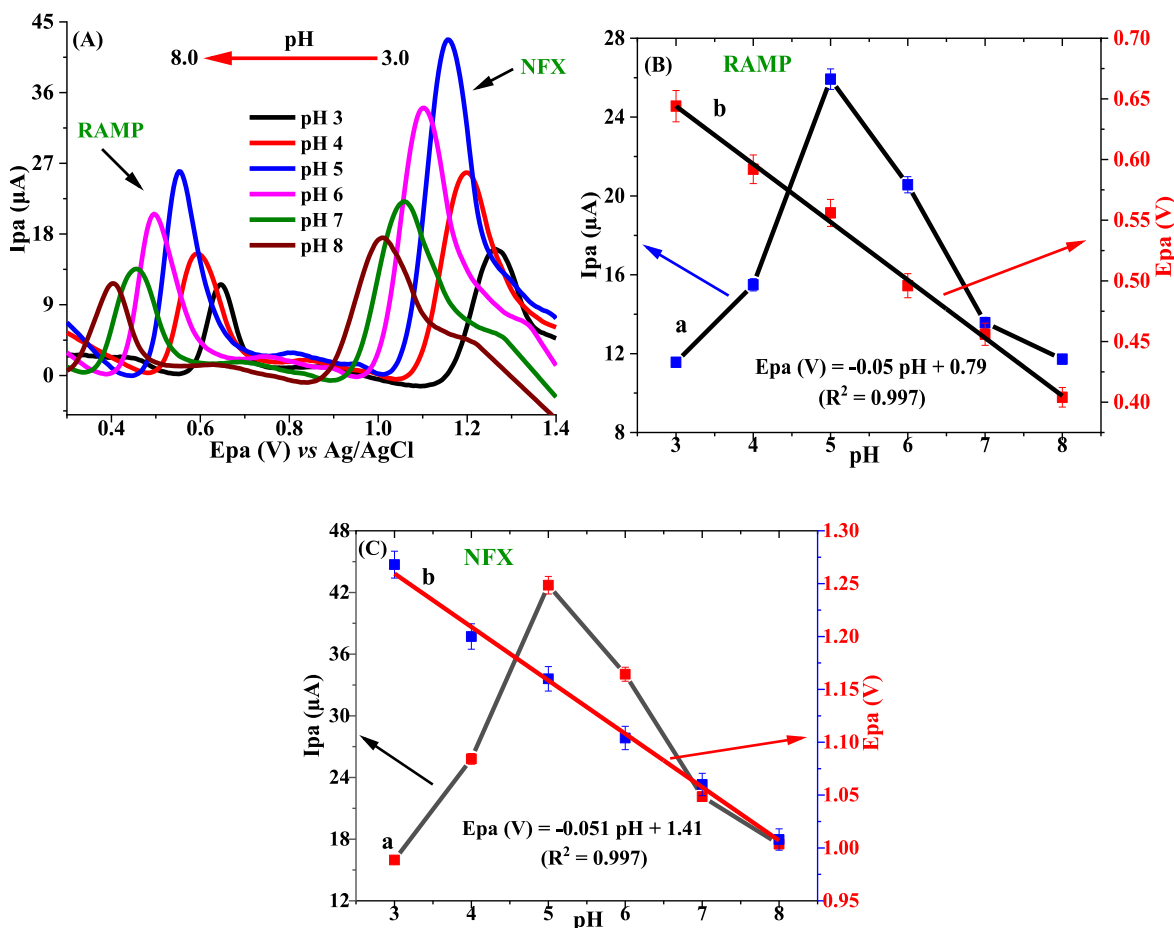 (A)
pH
8.0
3.0
NFX
RAMP
pH 3
pH 4
pH 5
pH 6
pH 7
pH 8
45
36
27
18
9
0
Ipa (µA)
0.4 0.6 0.8 1.0 1.2 1.4
Epa (V) vs Ag/AgCl
(B)
RAMP
b
a
Epa (V) = -0.05 pH + 0.79
(R² = 0.997)
28
24
20
16
12
8
Ipa (µA)
0.70
0.65
0.60
0.55
0.50
0.45
0.40
Epa (V)
3 4 5 6 7 8
pH
(C)
NFX
b
a
Epa (V) = -0.051 pH + 1.41
(R² = 0.997)
48
42
36
30
24
18
12
Ipa (µA)
1.30
1.25
1.20
1.15
1.10
1.05
1.00
0.95
Epa (V)
3 4 5 6 7 8
pH